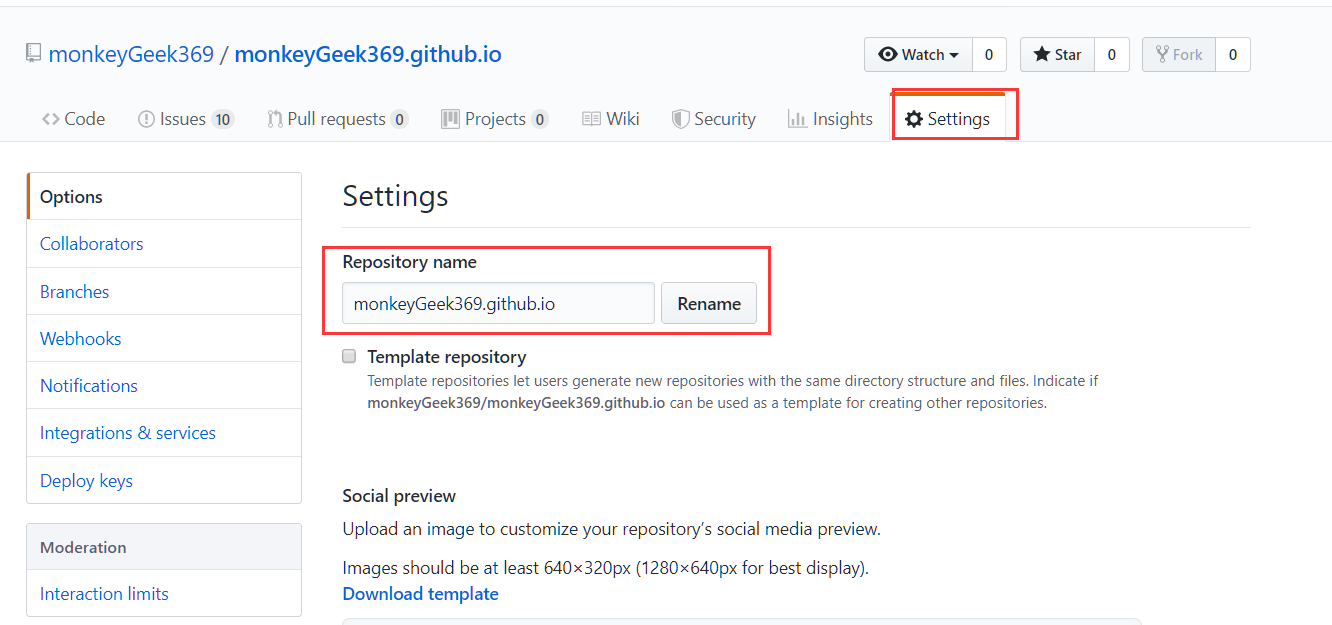 monkeyGeek369 / monkeyGeek369.github.io
Watch 0 Star 0 Fork 0
Code Issues 10 Pull requests 0 Projects 0 Wiki Security Insights Settings
Options
Collaborators
Branches
Webhooks
Notifications
Integrations & services
Deploy keys
Moderation
Interaction limits
Settings
Repository name
monkeyGeek369.github.io Rename
Template repository
Template repositories let users generate new repositories with the same directory structure and files. Indicate if
monkeyGeek369/monkeyGeek369.github.io can be used as a template for creating other repositories.
Social preview
Upload an image to customize your repository’s social media preview.
Images should be at least 640×320px (1280×640px for best display).
Download template